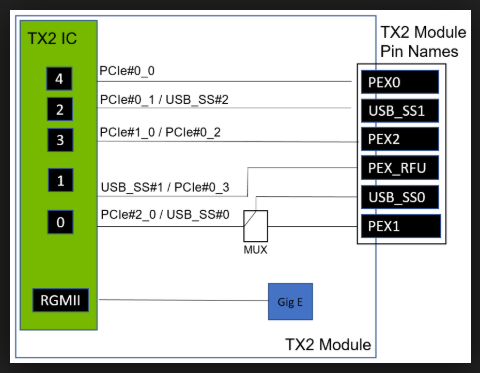 TX2 IC
TX2 Module
Pin Names
4
PCIe#0_0
PEX0
2
PCIe#0_1 / USB_SS#2
USB_SS1
3
PCIe#1_0 / PCIe#0_2
PEX2
1
USB_SS#1 / PCIe#0_3
PEX_RFU
USB_SS0
0
PCIe#2_0 / USB_SS#0
MUX
PEX1
RGMII
Gig E
TX2 Module